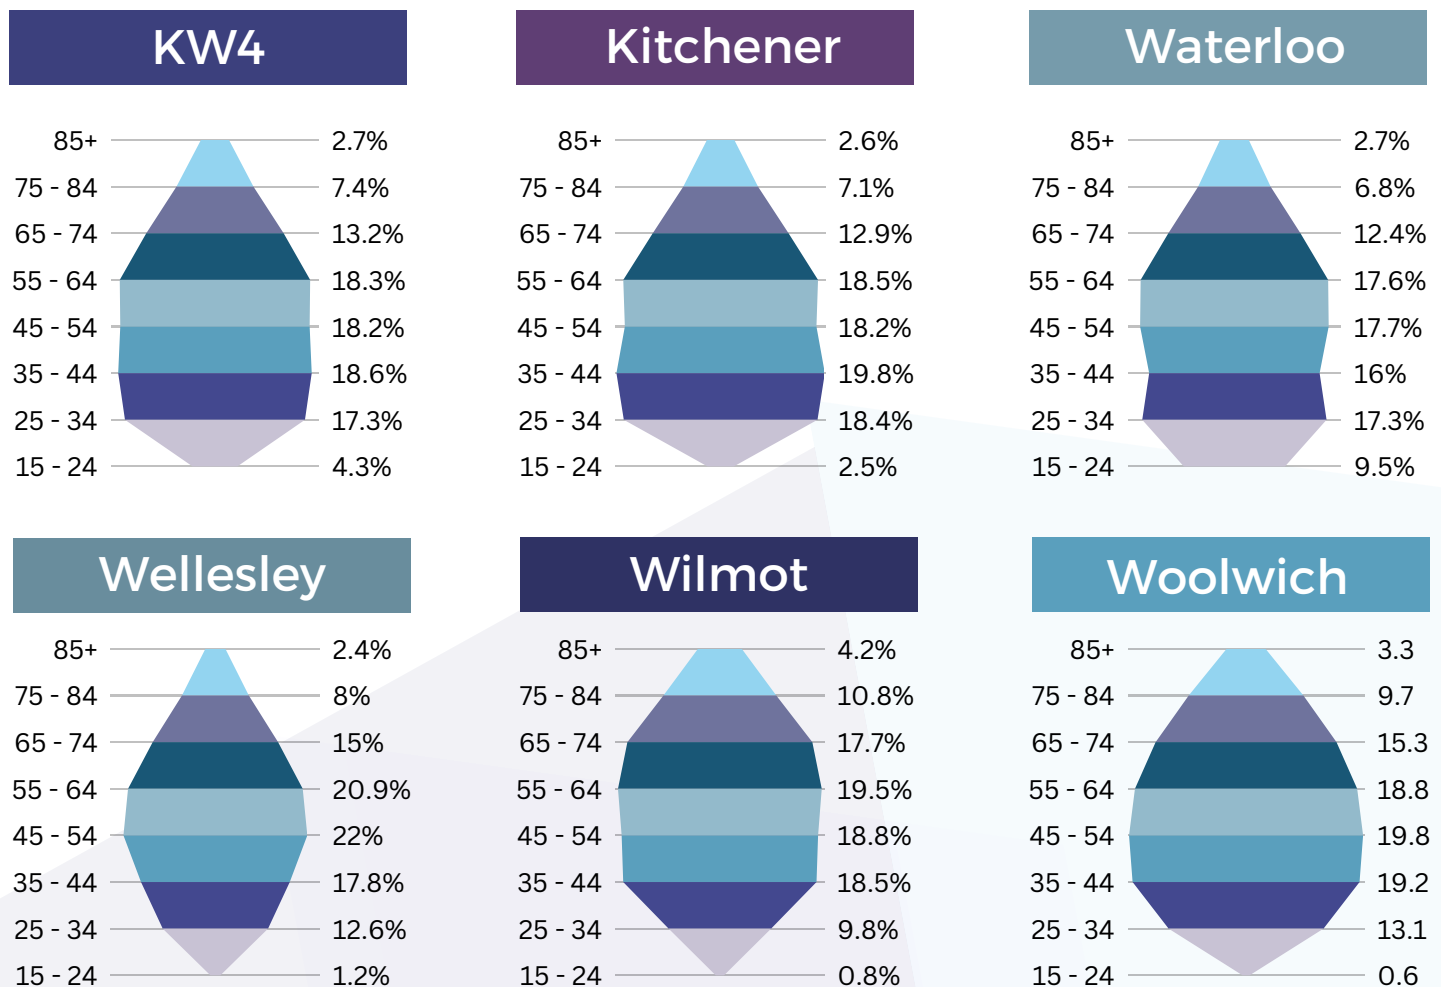 KW4
85+ 2.7%
75 - 84 7.4%
65 - 74 13.2%
55 - 64 18.3%
45 - 54 18.2%
35 - 44 18.6%
25 - 34 17.3%
15 - 24 4.3%
Kitchener
85+ 2.6%
75 - 84 7.1%
65 - 74 12.9%
55 - 64 18.5%
45 - 54 18.2%
35 - 44 19.8%
25 - 34 18.4%
15 - 24 2.5%
Waterloo
85+ 2.7%
75 - 84 6.8%
65 - 74 12.4%
55 - 64 17.6%
45 - 54 17.7%
35 - 44 16%
25 - 34 17.3%
15 - 24 9.5%
Wellesley
85+ 2.4%
75 - 84 8%
65 - 74 15%
55 - 64 20.9%
45 - 54 22%
35 - 44 17.8%
25 - 34 12.6%
15 - 24 1.2%
Wilmot
85+ 4.2%
75 - 84 10.8%
65 - 74 17.7%
55 - 64 19.5%
45 - 54 18.8%
35 - 44 18.5%
25 - 34 9.8%
15 - 24 0.8%
Woolwich
85+ 3.3
75 - 84 9.7
65 - 74 15.3
55 - 64 18.8
45 - 54 19.8
35 - 44 19.2
25 - 34 13.1
15 - 24 0.6